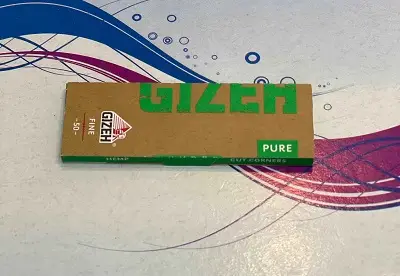 GIZEH
GIZEH®
FINE
~50~
PURE
HEMP
CUT CORNERS